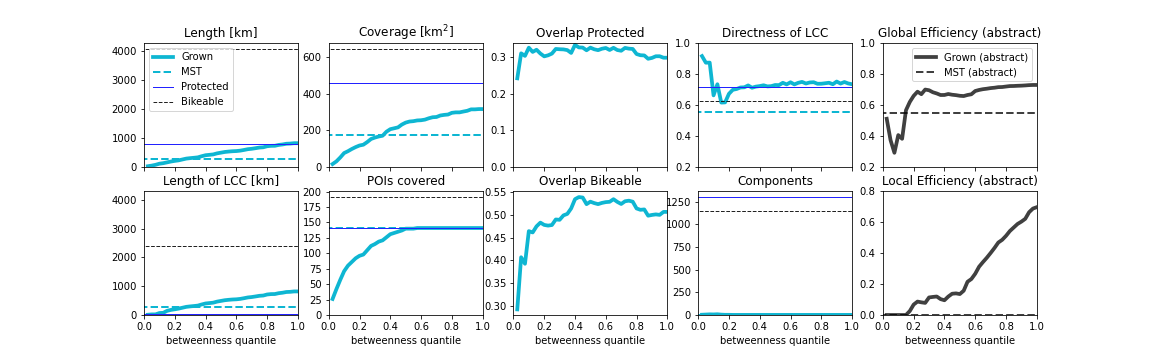 Length [km]
Coverage [km²]
Overlap Protected
Directness of LCC
Global Efficiency (abstract)
4000
3000
2000
1000
0
Grown
MST
Protected
Bikeable
600
400
200
0
0.3
0.2
0.1
0.0
1.0
0.8
0.6
0.4
0.2
1.0
0.8
0.6
0.4
0.2
Grown (abstract)
MST (abstract)
Length of LCC [km]
POIs covered
Overlap Bikeable
Components
Local Efficiency (abstract)
4000
3000
2000
1000
0
200
175
150
125
100
75
50
25
0
0.55
0.50
0.45
0.40
0.35
0.30
1250
1000
750
500
250
0
0.8
0.6
0.4
0.2
0.0
0.0 0.2 0.4 0.6 0.8 1.0
0.0 0.2 0.4 0.6 0.8 1.0
0.0 0.2 0.4 0.6 0.8 1.0
0.0 0.2 0.4 0.6 0.8 1.0
0.0 0.2 0.4 0.6 0.8 1.0
betweenness quantile
betweenness quantile
betweenness quantile
betweenness quantile
betweenness quantile